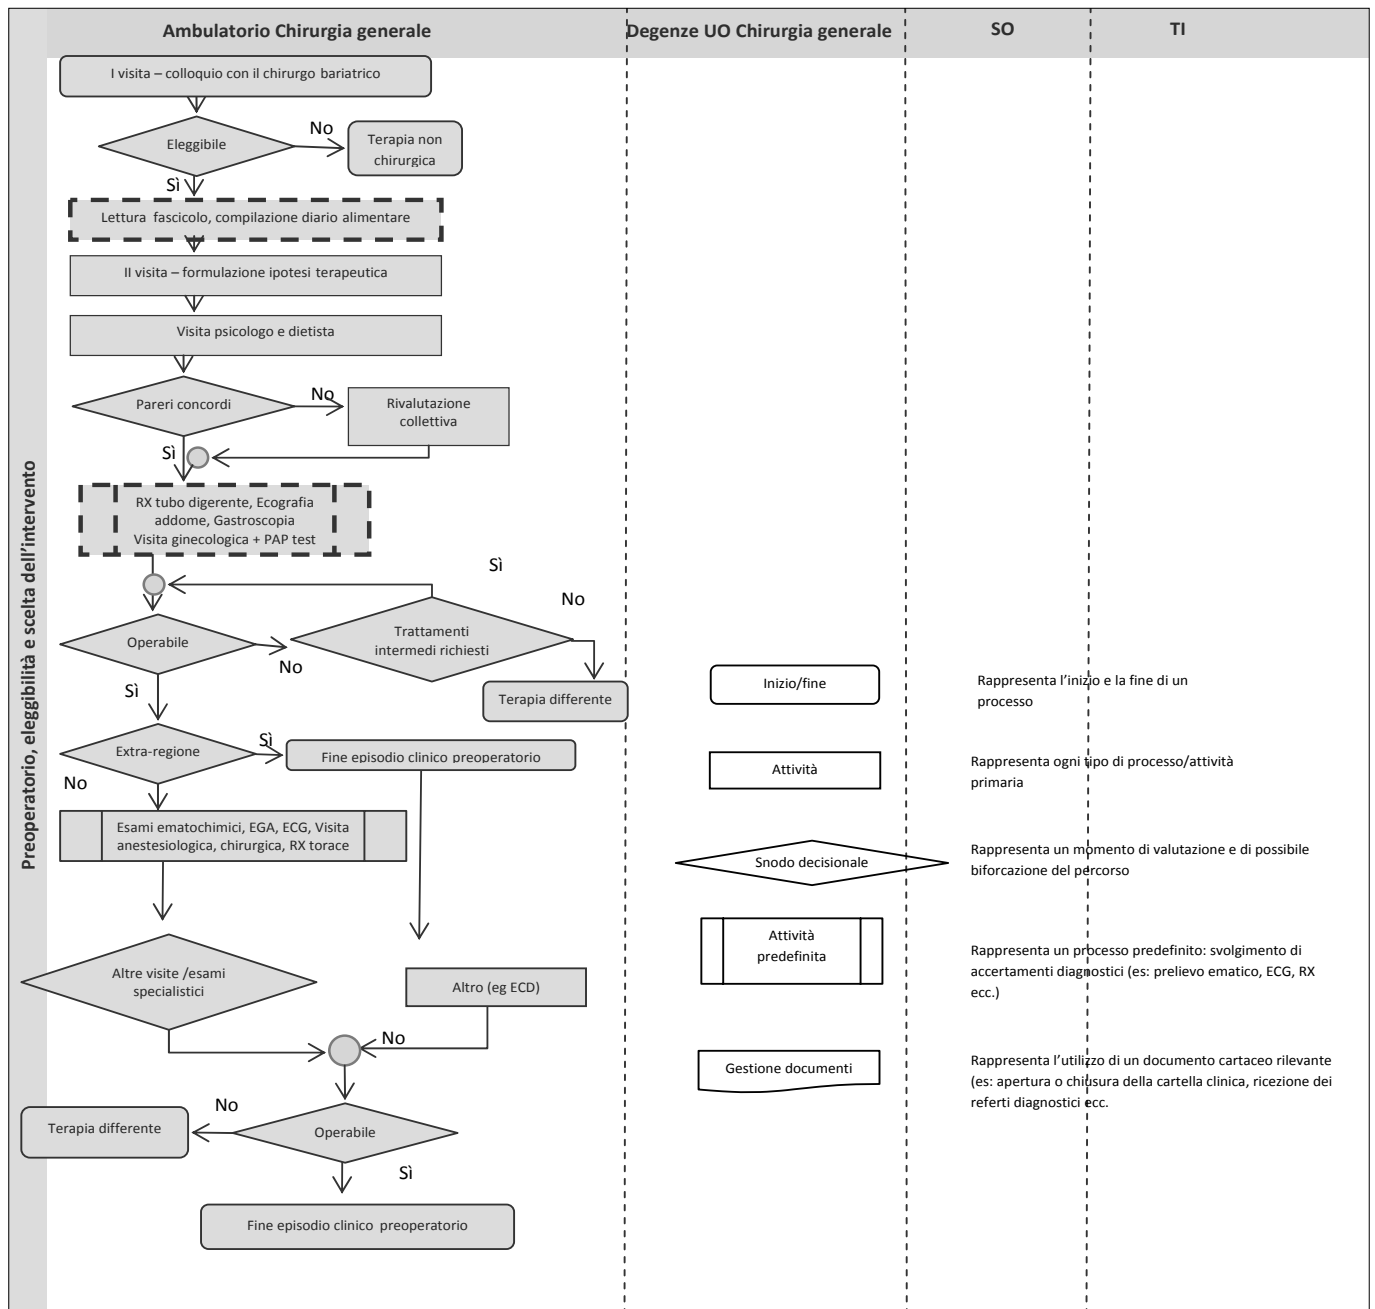 Ambulatorio Chirurgia generale
Degenze UO Chirurgia generale
SO
TI
Preoperatorio, eleggibilità e scelta dell'intervento
I visita – colloquio con il chirurgo bariatrico
Eleggibile
No
Terapia non
chirurgica
Sì
Lettura fascicolo, compilazione diario alimentare
II visita – formulazione ipotesi terapeutica
Visita psicologo e dietista
Pareri concordi
No
Rivalutazione
collettiva
Sì
RX tubo digerente, Ecografia
addome, Gastroscopia
Visita ginecologica + PAP test
Sì
No
Operabile
Trattamenti
intermedi richiesti
No
Sì
Terapia differente
Extra-regione
Sì
Fine episodio clinico preoperatorio
No
Esami ematochimici, EGA, ECG, Visita
anestesiologica, chirurgica, RX torace
Altre visite /esami
specialistici
Altro (eg ECD)
No
No
Terapia differente
Operabile
Sì
Fine episodio clinico preoperatorio
Inizio/fine
Rappresenta l'inizio e la fine di un
processo
Attività
Rappresenta ogni tipo di processo/attività
primaria
Snodo decisionale
Rappresenta un momento di valutazione e di possibile
biforcazione del percorso
Attività
predefinita
Rappresenta un processo predefinito: svolgimento di
accertamenti diagnostici (es: prelievo ematico, ECG, RX
ecc.)
Gestione documenti
Rappresenta l'utilizzo di un documento cartaceo rilevante
(es: apertura o chiusura della cartella clinica, ricezione dei
referti diagnostici ecc.